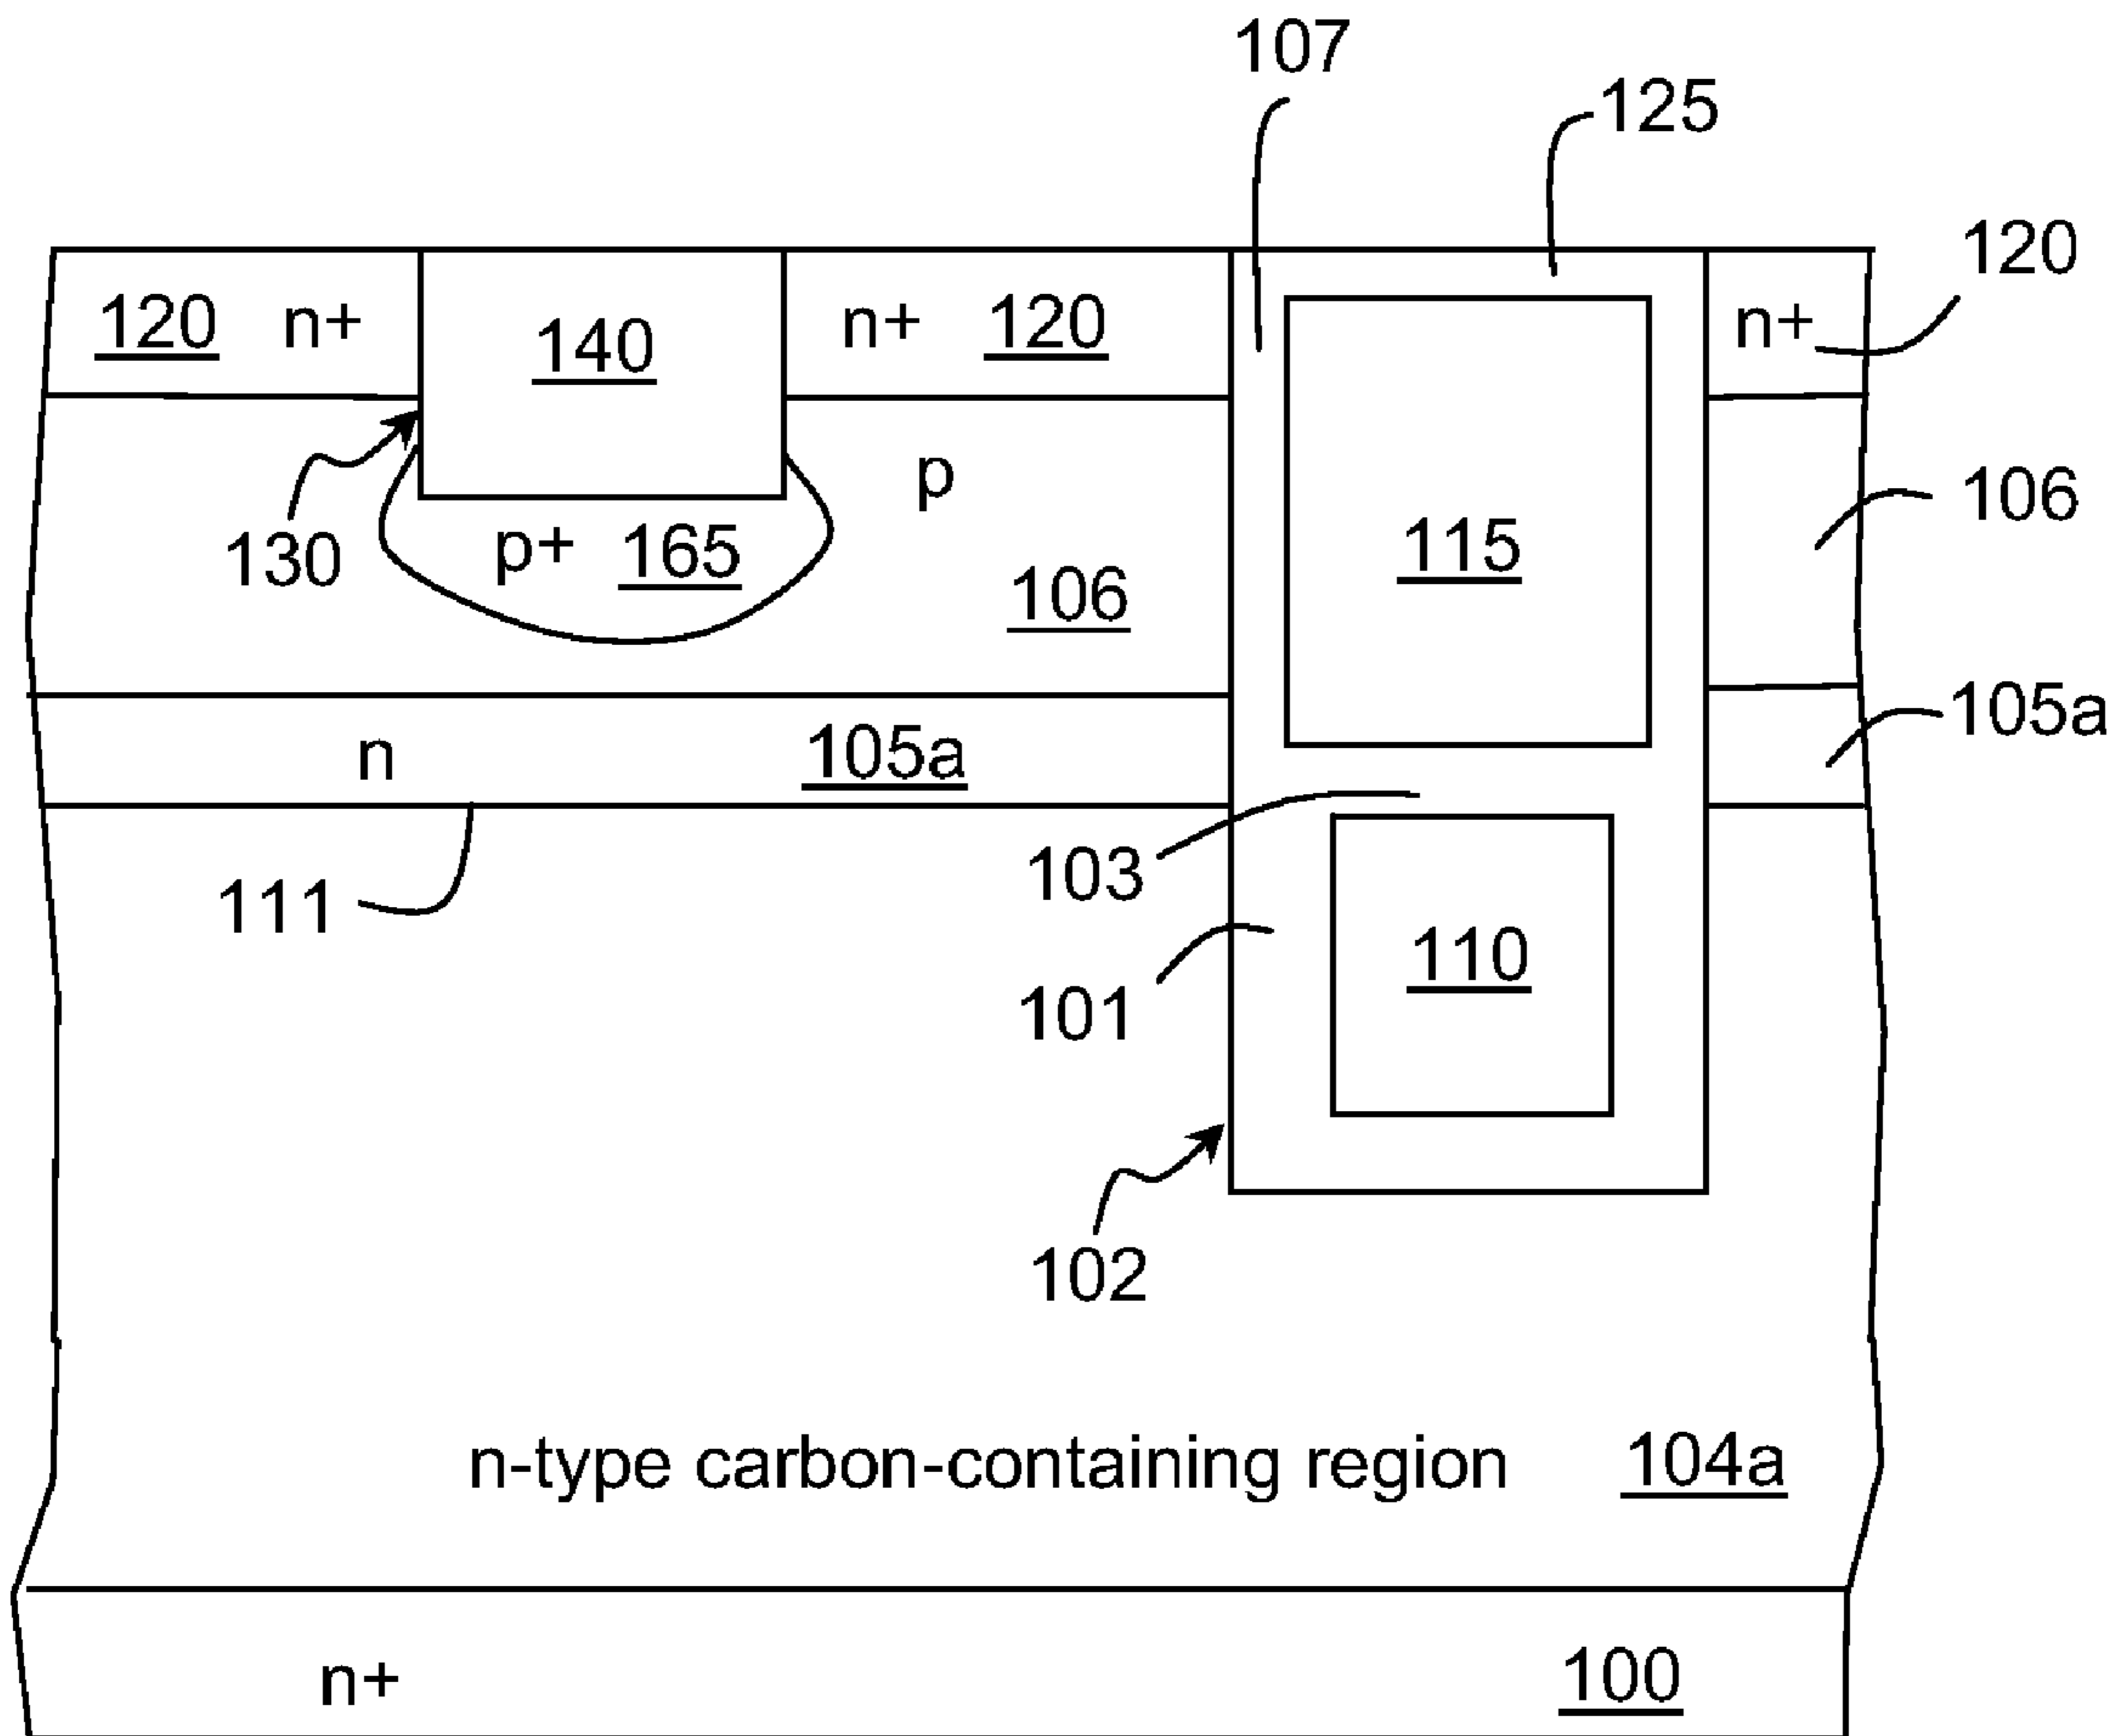 107
125
120
120 n+
140
n+ 120
n+
p
106
130
p+ 165
115
106
105a
n 105a
103
111
110
101
102
n-type carbon-containing region 104a
n+ 100